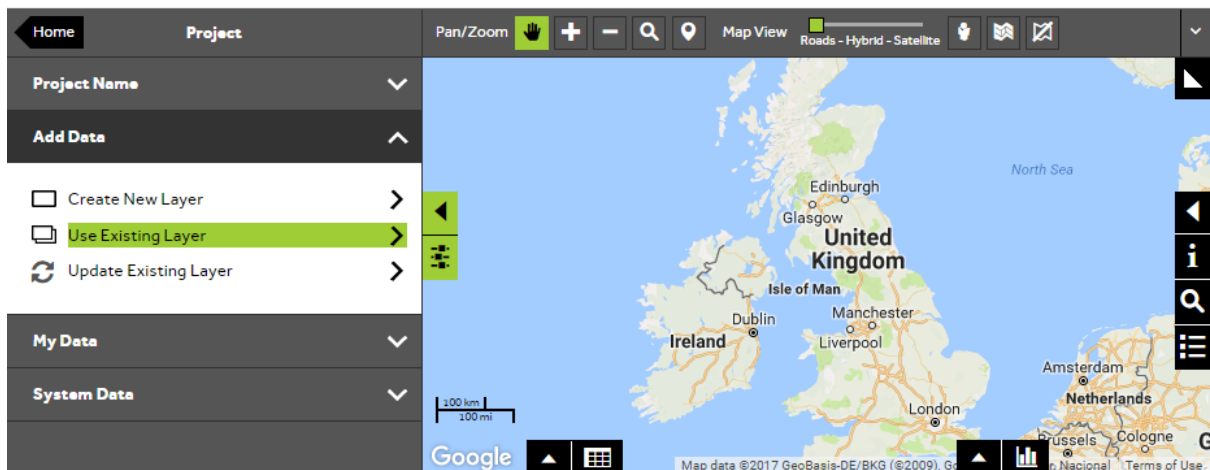 Home
Project
Pan/Zoom
Map View
Roads - Hybrid - Satellite
Project Name
Add Data
Create New Layer
Use Existing Layer
Update Existing Layer
My Data
System Data
North Sea
Edinburgh
Glasgow
United
Kingdom
Isle of Man
Dublin
Manchester
Ireland
Liverpool
Amsterdam
Netherlands
London
Brussels
Cologne
100 km
100 mi
Google
Map data ©2017 GeoBasis-DE/BKG (©2009), Go
Nacional
Terms of Use
i
G